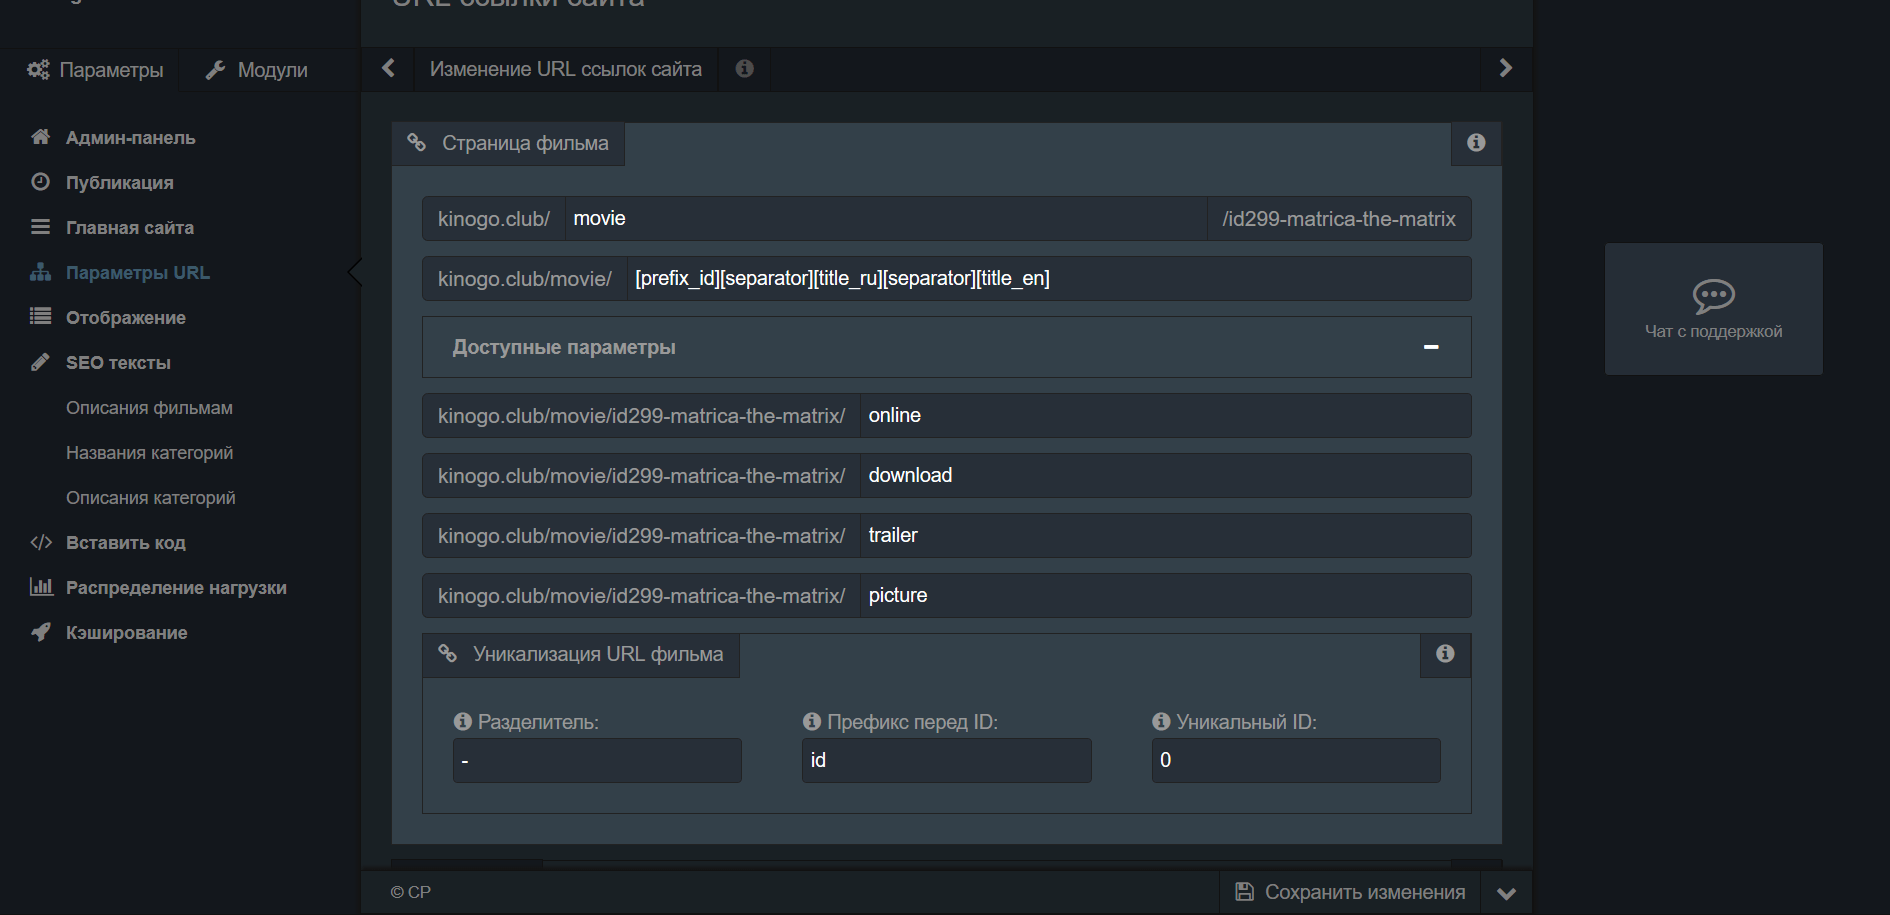 URL ссылки сайта
Параметры
Модули
Изменение URL ссылок сайта
Админ-панель
Публикация
Главная сайта
Параметры URL
Отображение
SEO тексты
Описания фильмам
Названия категорий
Описания категорий
Вставить код
Распределение нагрузки
Кэширование
Страница фильма
kinogo.club/ movie /id299-matrica-the-matrix
kinogo.club/movie/ [prefix_id][separator][title_ru][separator][title_en]
Доступные параметры
kinogo.club/movie/id299-matrica-the-matrix/ online
kinogo.club/movie/id299-matrica-the-matrix/ download
kinogo.club/movie/id299-matrica-the-matrix/ trailer
kinogo.club/movie/id299-matrica-the-matrix/ picture
Уникализация URL фильма
Разделитель: Префикс перед ID: Уникальный ID:
- id 0
Чат с поддержкой
© CP
Сохранить изменения